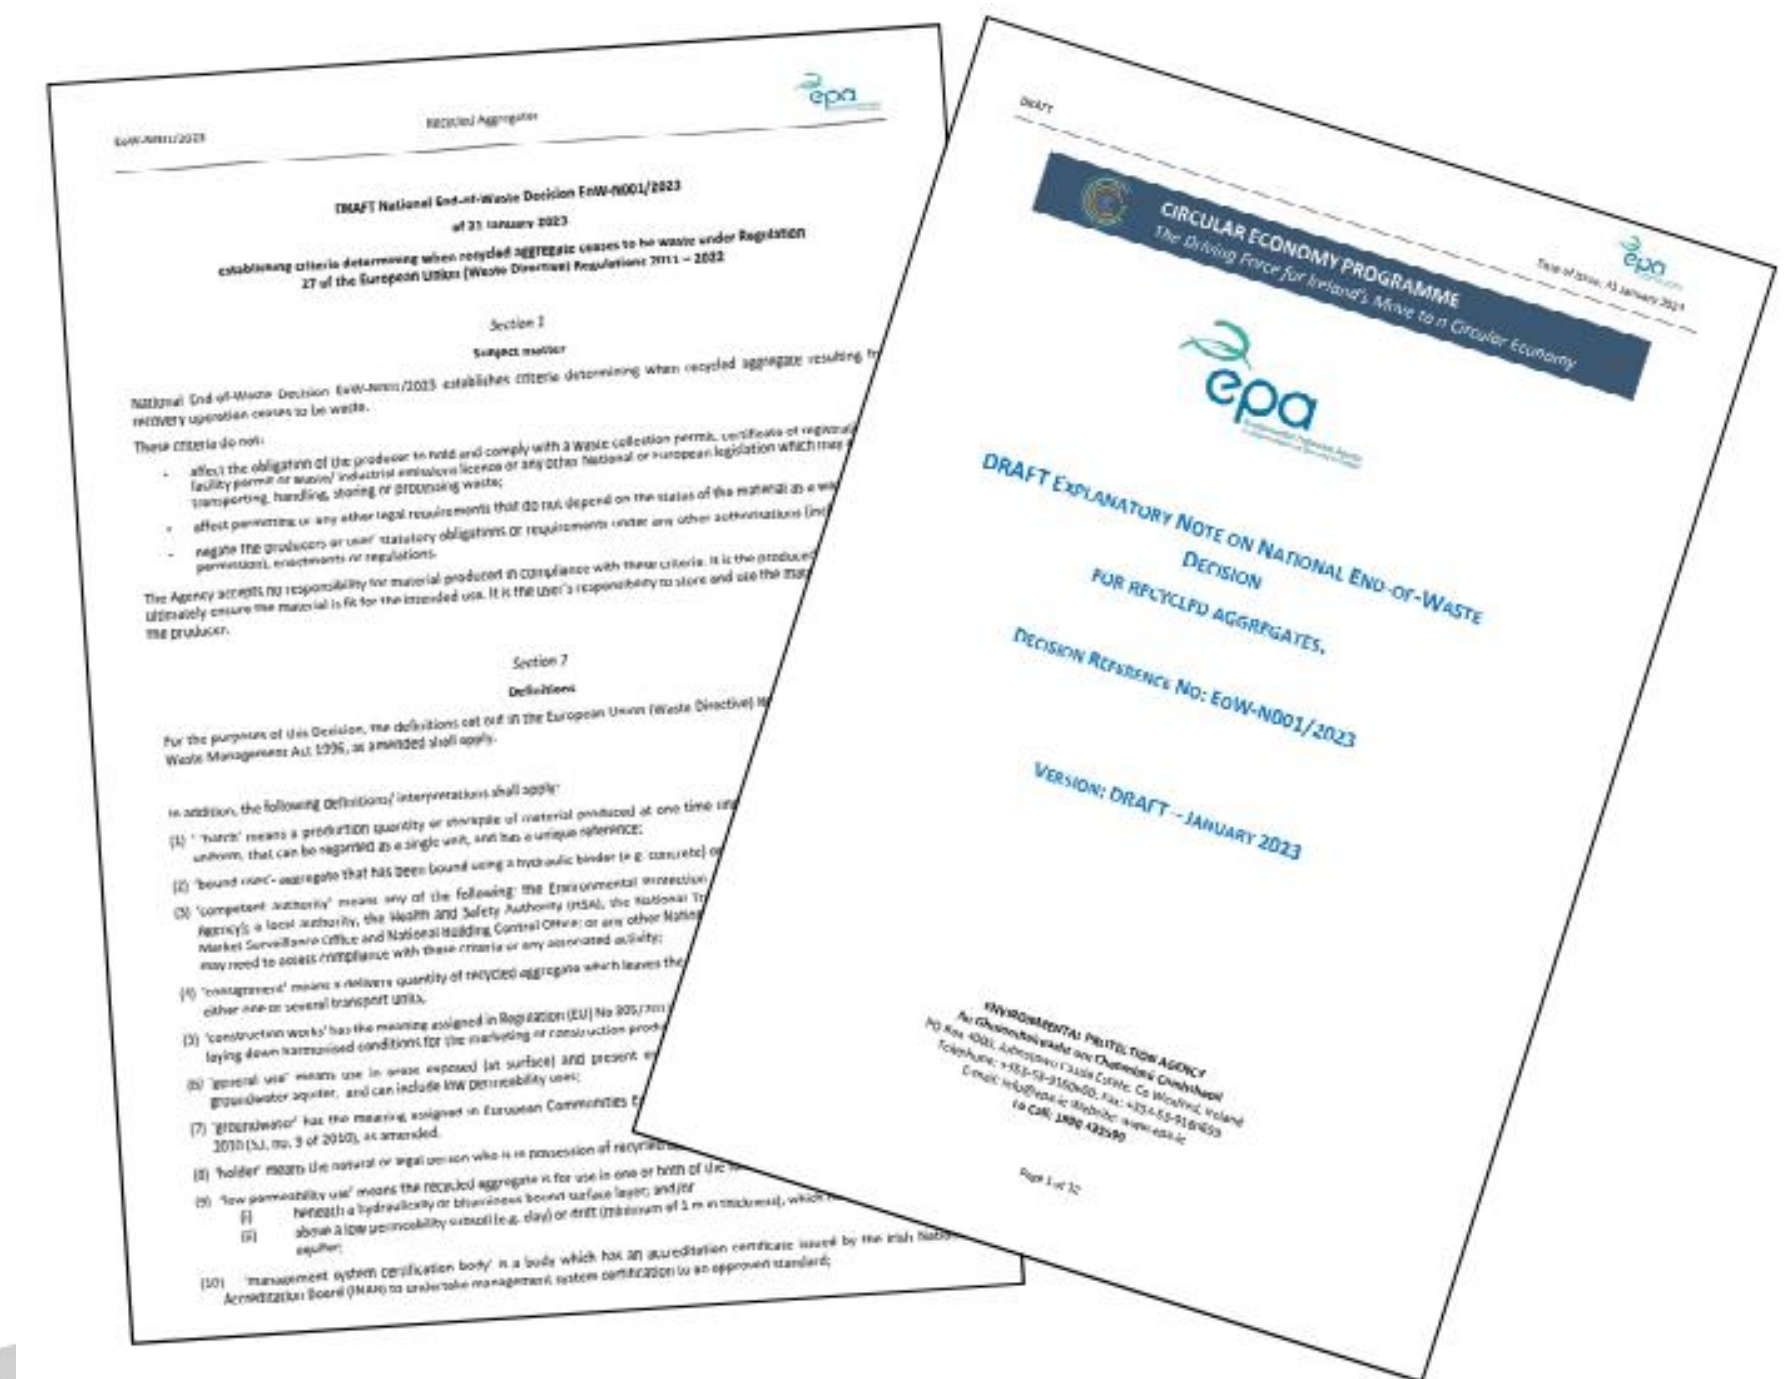 EoW-N001/2023
Recycled Aggregates
epa
DRAFT National End-of-Waste Decision EoW-N001/2023
of 31 January 2023
establishing criteria determining when recycled aggregate ceases to be waste under Regulation
27 of the European Union (Waste Directive) Regulations 2011 – 2022
Section 1
Subject matter
National End-of-Waste Decision EoW-N001/2023 establishes criteria determining when recycled aggregate resulting
recovery operation ceases to be waste.
These criteria do not:
- affect the obligation of the producer to hold and comply with a waste collection permit, certificate of
facility permit or waste/ industrial emissions licence or any other National or European legislation which may
transporting, handling, storing or processing waste;
- affect permitting or any other legal requirements that do not depend on the status of the material as a
- negate the producers or user' statutory obligations or requirements under any other authorisations
permission), enactments or regulations.
The Agency accepts no responsibility for material produced in compliance with these criteria. It is the
ultimately ensure the material is fit for the intended use. It is the user's responsibility to store and use the
the producer.
Section 2
Definitions
For the purposes of this Decision, the definitions set out in the European Union (Waste Directive)
Waste Management Act 1996, as amended shall apply.
In addition, the following definitions/ interpretations shall apply:
(1) 'batch' means a production quantity or stockpile of material produced at one time
uniform, that can be regarded as a single unit, and has a unique reference;
(2) 'bound use'- aggregate that has been bound using a hydraulic binder (e.g. concrete)
(3) 'competent authority' means any of the following: the Environmental Protection
Agency); a local authority, the Health and Safety Authority (HSA), the National
Market Surveillance Office and National Building Control Office; or any other
may need to assess compliance with these criteria or any associated activity;
(4) 'consignment' means a delivery quantity of recycled aggregate which leaves the
either one or several transport units.
(5) 'construction works' has the meaning assigned in Regulation (EU) No
laying down harmonised conditions for the marketing of construction
(6) 'general use' means use in areas exposed (at surface) and present
groundwater aquifer, and can include low permeability uses;
(7) 'groundwater' has the meaning assigned in European Communities
2010 (S.I. no. 9 of 2010), as amended.
(8) 'holder' means the natural or legal person who is in possession of
(9) 'low permeability use' means the recycled aggregate is for use in one or both of the
(i) beneath a hydraulically or bituminous bound surface layer; and/or
(ii) above a low permeability subsoil (e.g. clay) or drift (minimum of 1 m in thickness), which
aquifer;
(10) 'management system certification body' is a body which has an accreditation certificate issued by the Irish
Accreditation Board (INAB) to undertake management system certification to an approved standard;
DRAFT
epa
CIRCULAR ECONOMY PROGRAMME
The Driving Force for Ireland's Move to a Circular Economy
epa
DRAFT EXPLANATORY NOTE ON NATIONAL END-OF-WASTE
DECISION
FOR RECYCLED AGGREGATES.
DECISION REFERENCE NO: EOW-N001/2023
VERSION: DRAFT – JANUARY 2023
ENVIRONMENTAL PROTECTION AGENCY
PO Box 3000, Johnstown Castle Estate, Co Wexford, Ireland
E-mail: info@epa.ie Website: www.epa.ie
Page 1 of 32